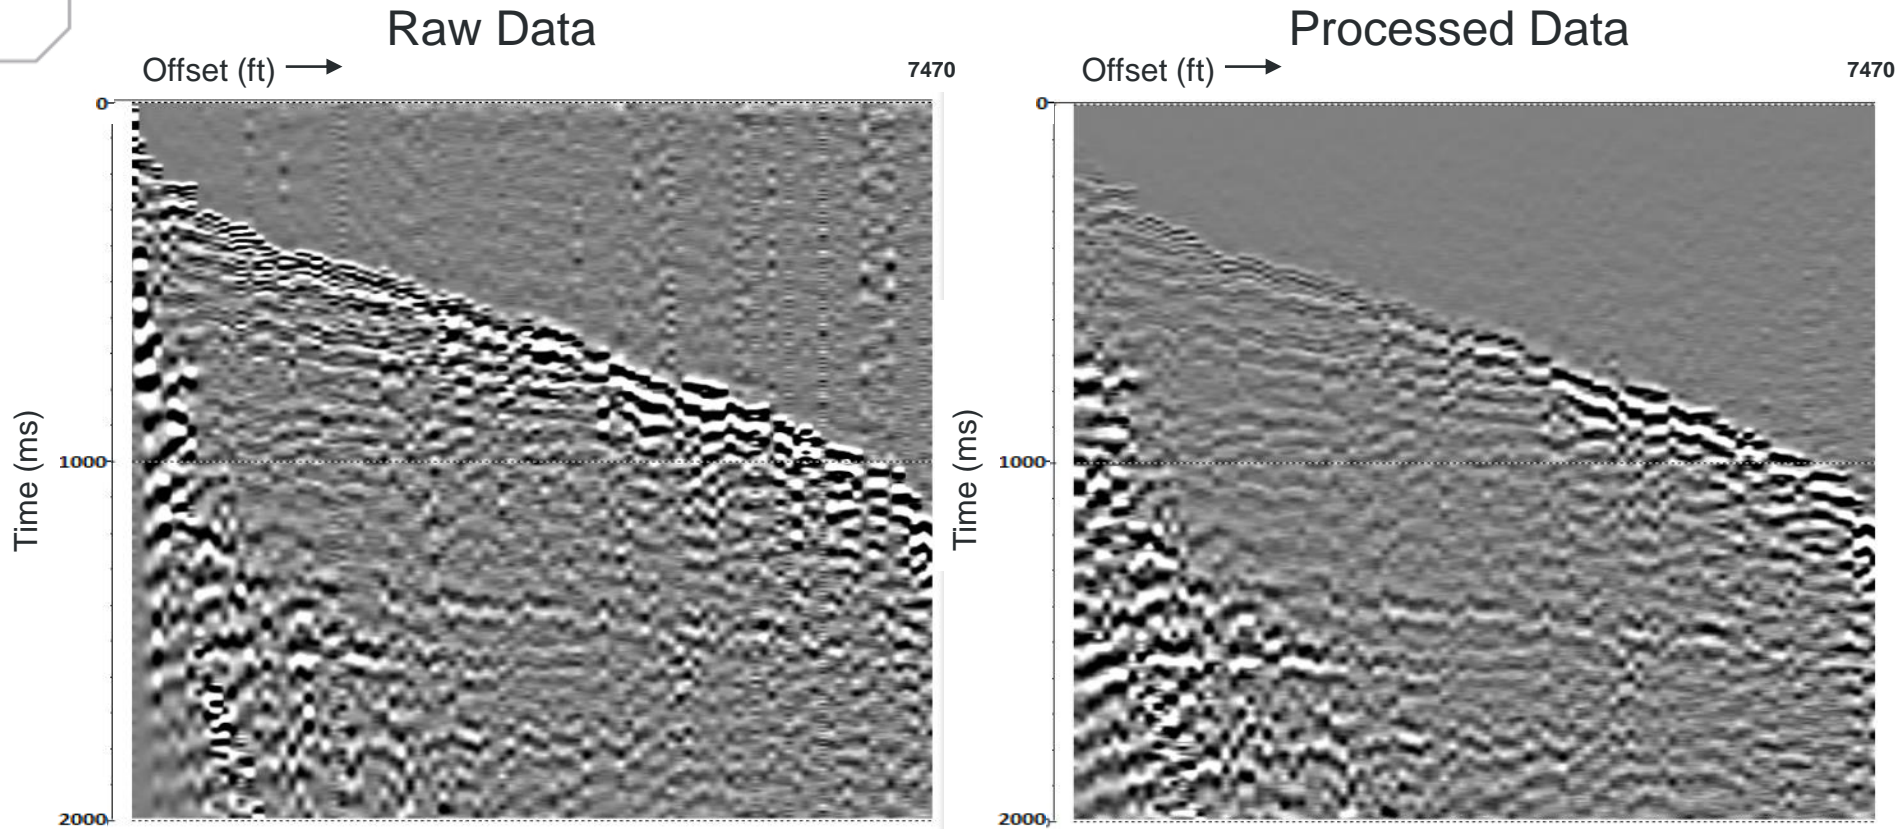 Raw Data
Offset (ft)
7470
0
1000
2000
Time (ms)
Processed Data
Offset (ft)
7470
0
1000
2000
Time (ms)